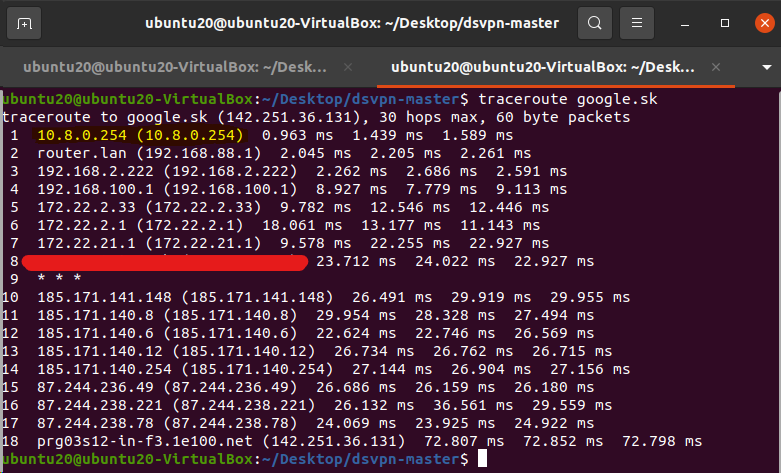 ubuntu20@ubuntu20-VirtualBox: ~/Desktop/dsvpn-master
ubuntu20@ubuntu20-VirtualBox: ~/Desk... × ubuntu20@ubuntu20-VirtualBox: ~/Desk... ×
ubuntu20@ubuntu20-VirtualBox:~/Desktop/dsvpn-master$ traceroute google.sk
traceroute to google.sk (142.251.36.131), 30 hops max, 60 byte packets
1  10.8.0.254 (10.8.0.254)  0.963 ms  1.439 ms  1.589 ms
2  router.lan (192.168.88.1)  2.045 ms  2.205 ms  2.261 ms
3  192.168.2.222 (192.168.2.222)  2.262 ms  2.686 ms  2.591 ms
4  192.168.100.1 (192.168.100.1)  8.927 ms  7.779 ms  9.113 ms
5  172.22.2.33 (172.22.2.33)  9.782 ms  12.546 ms  12.446 ms
6  172.22.2.1 (172.22.2.1)  18.061 ms  13.177 ms  11.143 ms
7  172.22.21.1 (172.22.21.1)  9.578 ms  22.255 ms  22.927 ms
8  23.712 ms  24.022 ms  22.927 ms
9  * * *
10  185.171.141.148 (185.171.141.148)  26.491 ms  29.919 ms  29.955 ms
11  185.171.140.8 (185.171.140.8)  29.954 ms  28.328 ms  27.494 ms
12  185.171.140.6 (185.171.140.6)  22.624 ms  22.746 ms  26.569 ms
13  185.171.140.12 (185.171.140.12)  26.734 ms  26.762 ms  26.715 ms
14  185.171.140.254 (185.171.140.254)  27.144 ms  26.904 ms  27.156 ms
15  87.244.236.49 (87.244.236.49)  26.686 ms  26.159 ms  26.180 ms
16  87.244.238.221 (87.244.238.221)  26.132 ms  36.561 ms  29.559 ms
17  87.244.238.78 (87.244.238.78)  24.069 ms  23.925 ms  24.922 ms
18  prg03s12-in-f3.1e100.net (142.251.36.131)  72.807 ms  72.852 ms  72.798 ms
ubuntu20@ubuntu20-VirtualBox:~/Desktop/dsvpn-master$